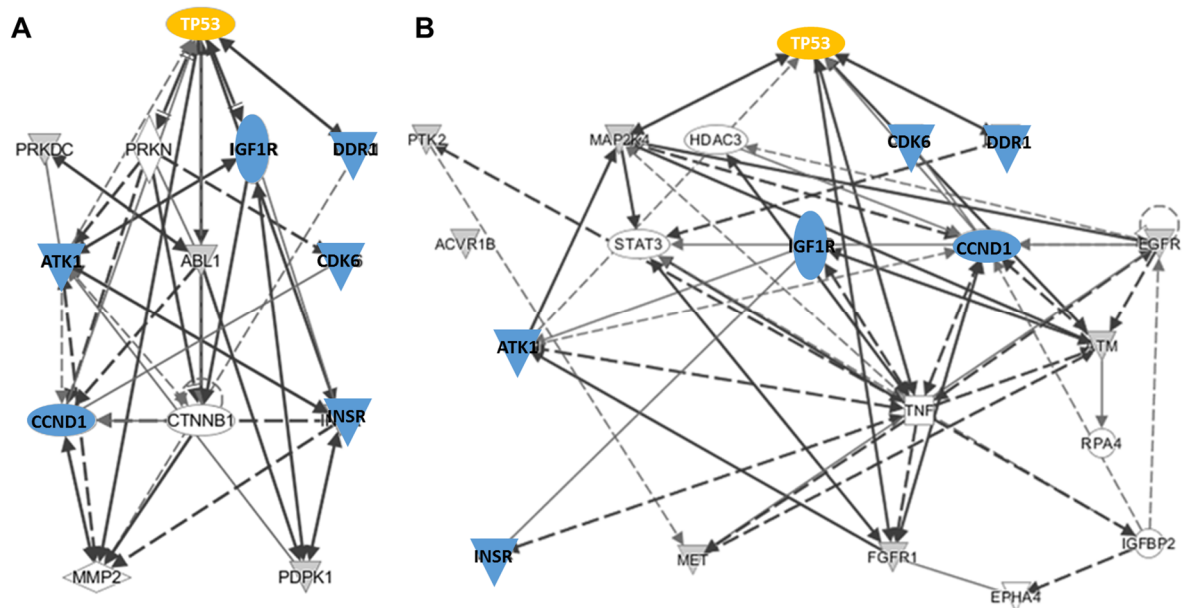 A
B
TP53
TP53
PTK2
PRKDC
PRKN
IGF1R
DDR1
MAP2K4
HDAC3
CDK6
DDR1
ACVR1B
STAT3
IGF1R
CCND1
EGFR
ATK1
ABL1
CDK6
ATK1
ATM
CCND1
CTNNB1
INSR
TNF
RPA4
INSR
MET
FGFR1
IGFBP2
MMP2
PDPK1
EPHA4